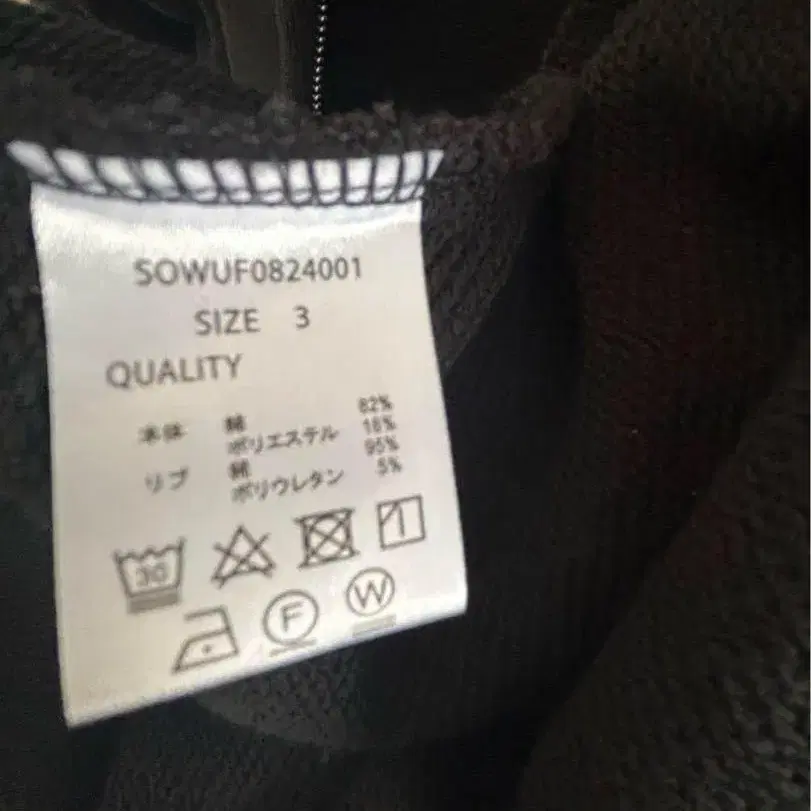 SOWUF0824001
SIZE 3
QUALITY
本体 綿 82%
ポリエステル 18%
リブ 綿 95%
ポリウレタン 5%
30
F W